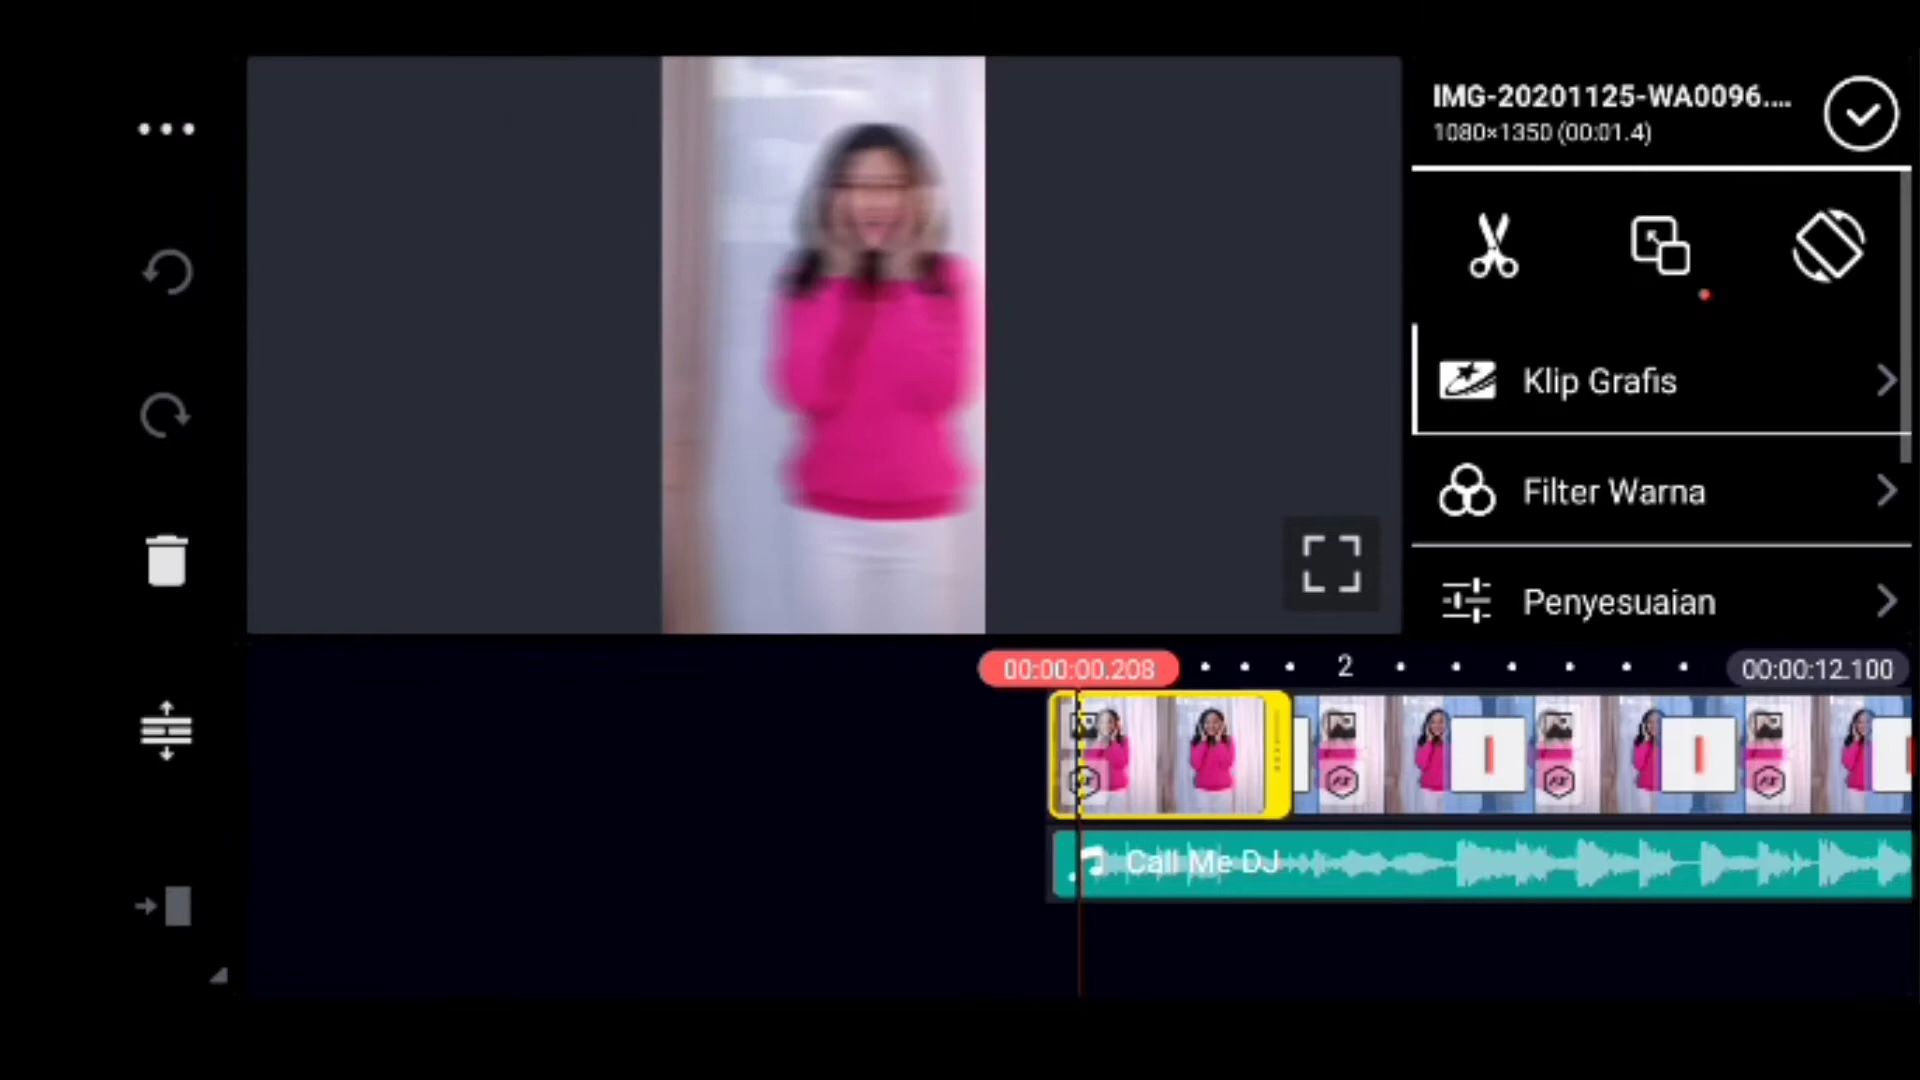 IMG-20201125-WA0096....
1080×1350 (00:01.4)
Klip Grafis
Filter Warna
Penyesuaian
00:00:00.208
2
00:00:12.100
Call Me DJ